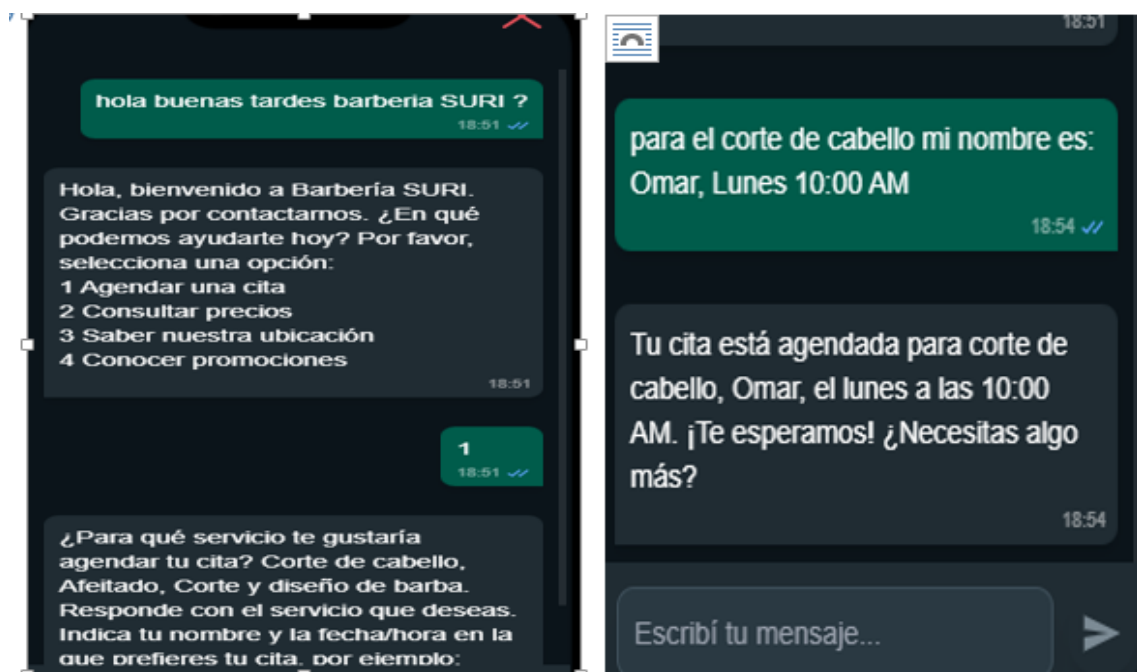 hola buenas tardes barberia SURI ?
18:51
Hola, bienvenido a Barbería SURI.
Gracias por contactarnos. ¿En qué
podemos ayudarte hoy? Por favor,
selecciona una opción:
1 Agendar una cita
2 Consultar precios
3 Saber nuestra ubicación
4 Conocer promociones
18:51
1
18:51
¿Para qué servicio te gustaría
agendar tu cita? Corte de cabello,
Afeitado, Corte y diseño de barba.
Responde con el servicio que deseas.
Indica tu nombre y la fecha/hora en la
que prefieres tu cita, por ejemplo:
18:51
para el corte de cabello mi nombre es:
Omar, Lunes 10:00 AM
18:54
Tu cita está agendada para corte de
cabello, Omar, el lunes a las 10:00
AM. ¡Te esperamos! ¿Necesitas algo
más?
18:54
Escribí tu mensaje...